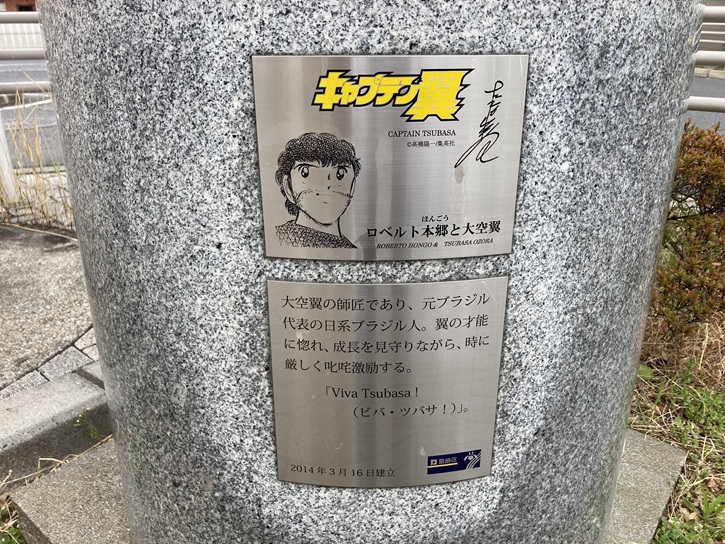 キャプテン翼
CAPTAIN TSUBASA
©高橋陽一/集英社
ほんごう
ロベルト本郷と大空翼
ROBERTO HONGO & TSUBASA OZORA
大空翼の師匠であり、元ブラジル
代表の日系ブラジル人。翼の才能
に惚れ、成長を見守りながら、時に
厳しく叱咤激励する。
「Viva Tsubasa！
（ビバ・ツバサ！）」。
葛飾区
2014年3月16日建立